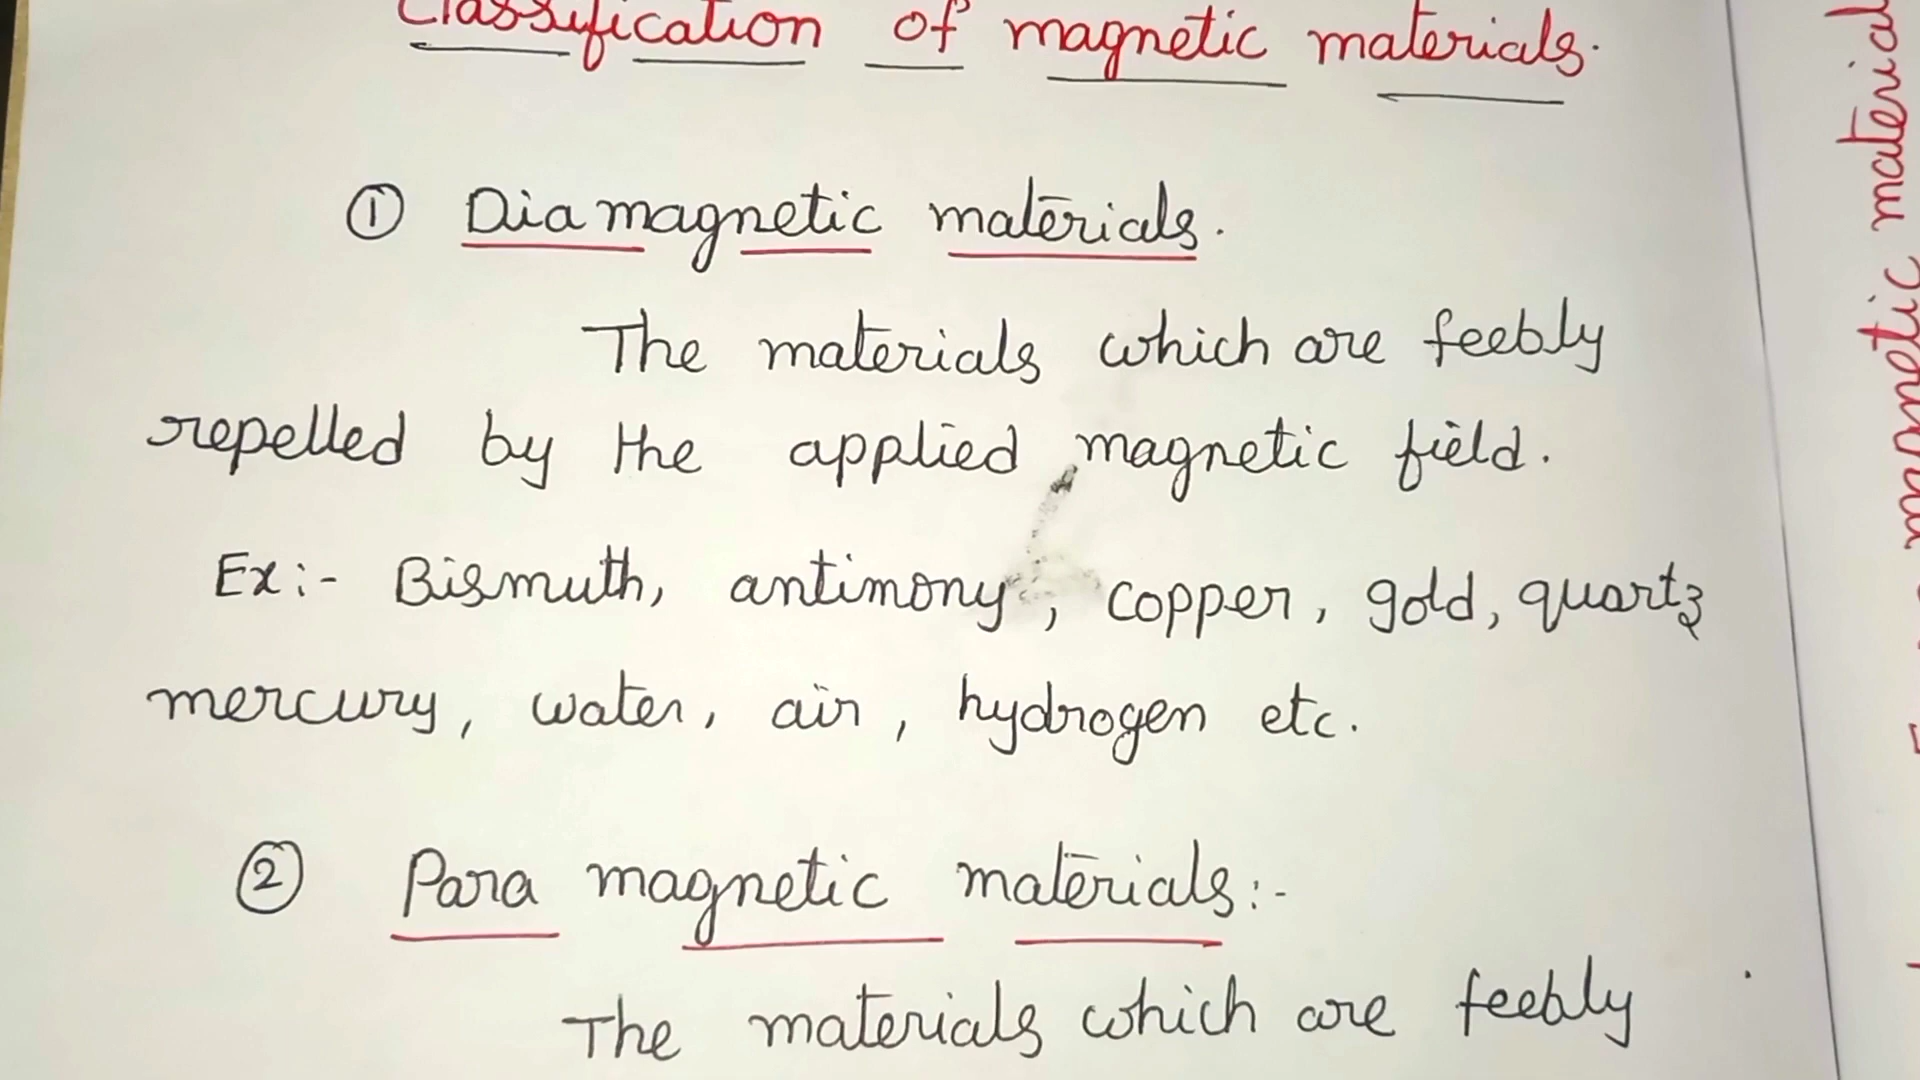 Classification of magnetic materials.
① Diamagnetic materials.
The materials which are feebly
repelled by the applied magnetic field.
Ex:- Bismuth, antimony, copper, gold, quartz
mercury, water, air, hydrogen etc.
② Para magnetic materials:-
The materials which are feebly
magnetic material